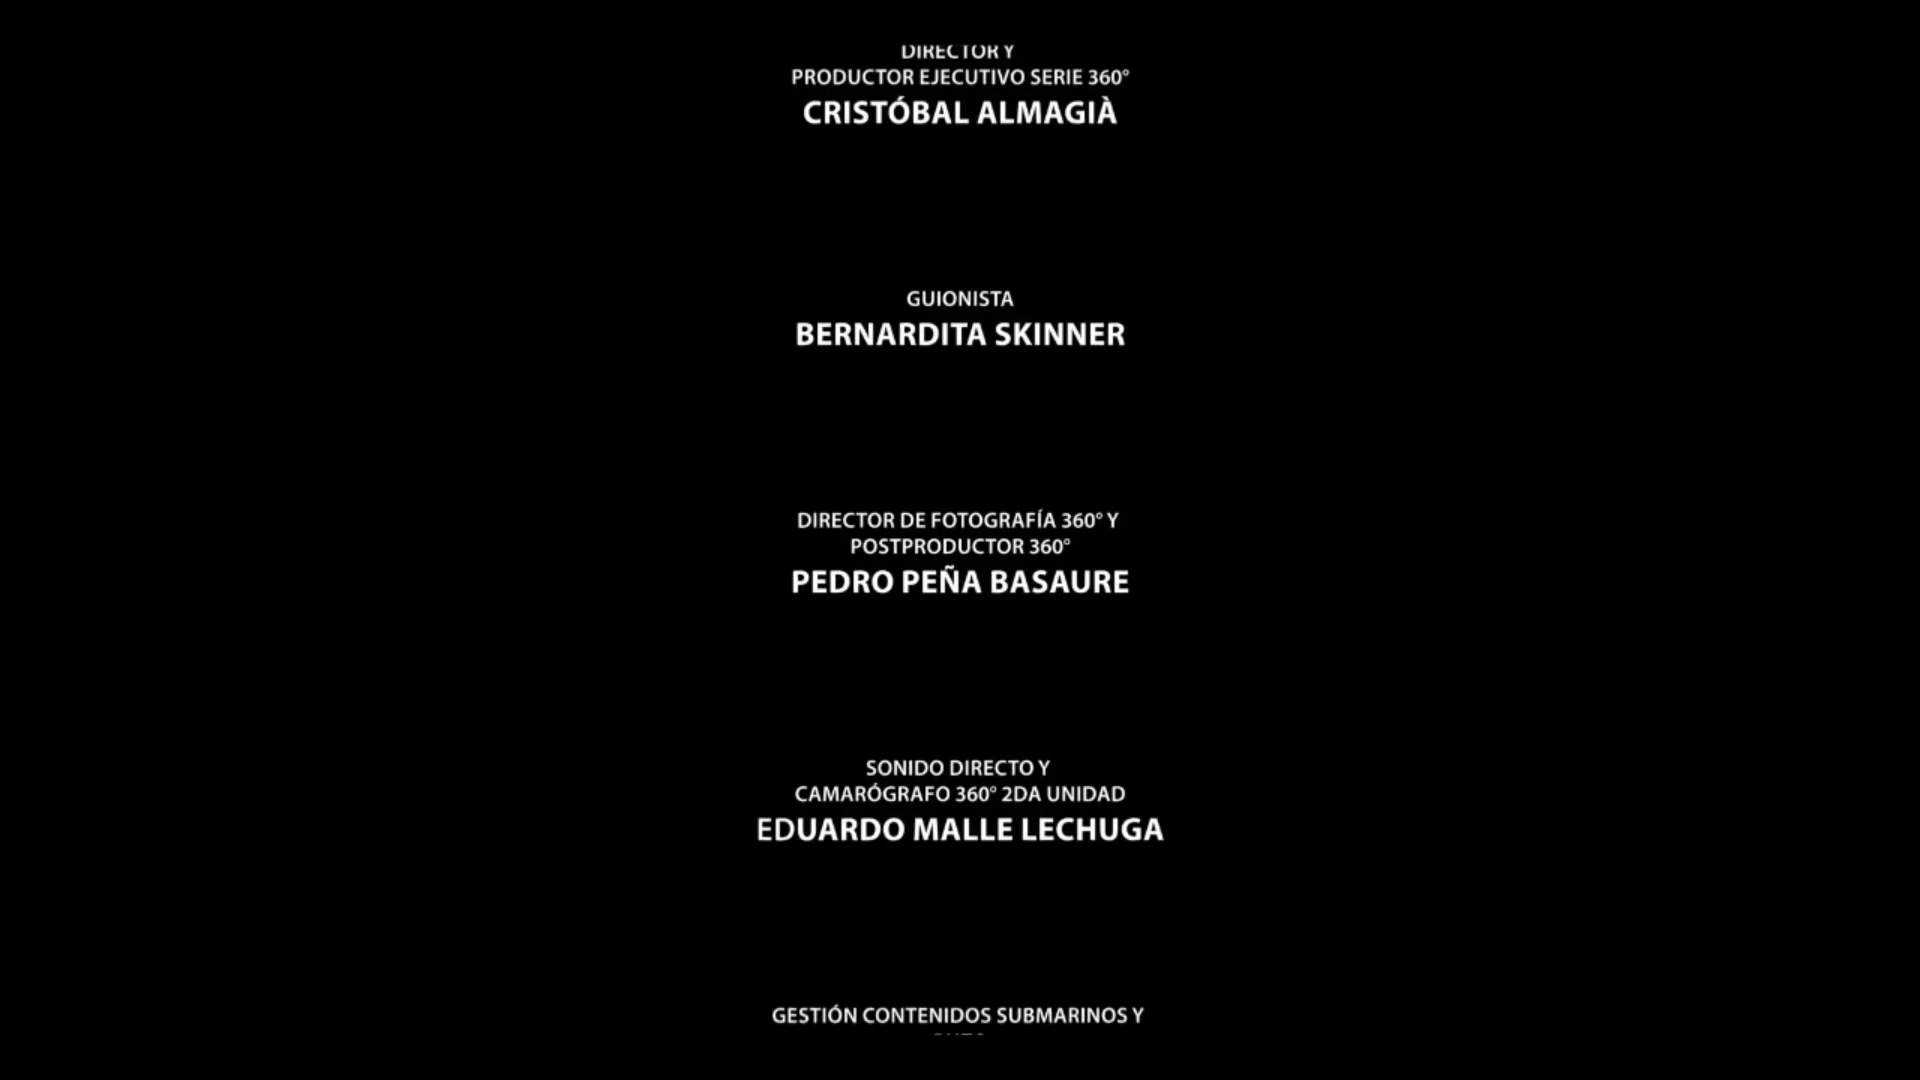 DIRECTOR Y
PRODUCTOR EJECUTIVO SERIE 360°
CRISTÓBAL ALMAGIÀ
GUIONISTA
BERNARDITA SKINNER
DIRECTOR DE FOTOGRAFÍA 360° Y
POSTPRODUCTOR 360°
PEDRO PEÑA BASAURE
SONIDO DIRECTO Y
CAMARÓGRAFO 360° 2DA UNIDAD
EDUARDO MALLE LECHUGA
GESTIÓN CONTENIDOS SUBMARINOS Y